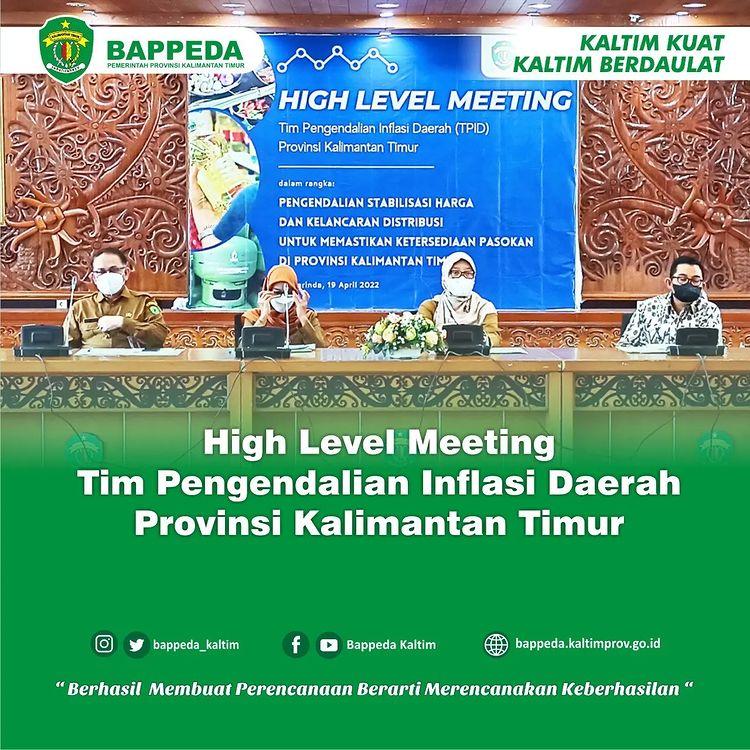 BAPPEDA
PEMERINTAH PROVINSI KALIMANTAN TIMUR
KALTIM KUAT
KALTIM BERDAULAT
HIGH LEVEL MEETING
Tim Pengendalian Inflasi Daerah (TPID)
Provinsi Kalimantan Timur
dalam rangka:
PENGENDALIAN STABILISASI HARGA
DAN KELANCARAN DISTRIBUSI
UNTUK MEMASTIKAN KETERSEDIAAN PASOKAN
DI PROVINSI KALIMANTAN
19 April 2022
High Level Meeting
Tim Pengendalian Inflasi Daerah
Provinsi Kalimantan Timur
bappeda_kaltim
Bappeda Kaltim
bappeda.kaltimprov.go.id
“ Berhasil Membuat Perencanaan Berarti Merencanakan Keberhasilan “